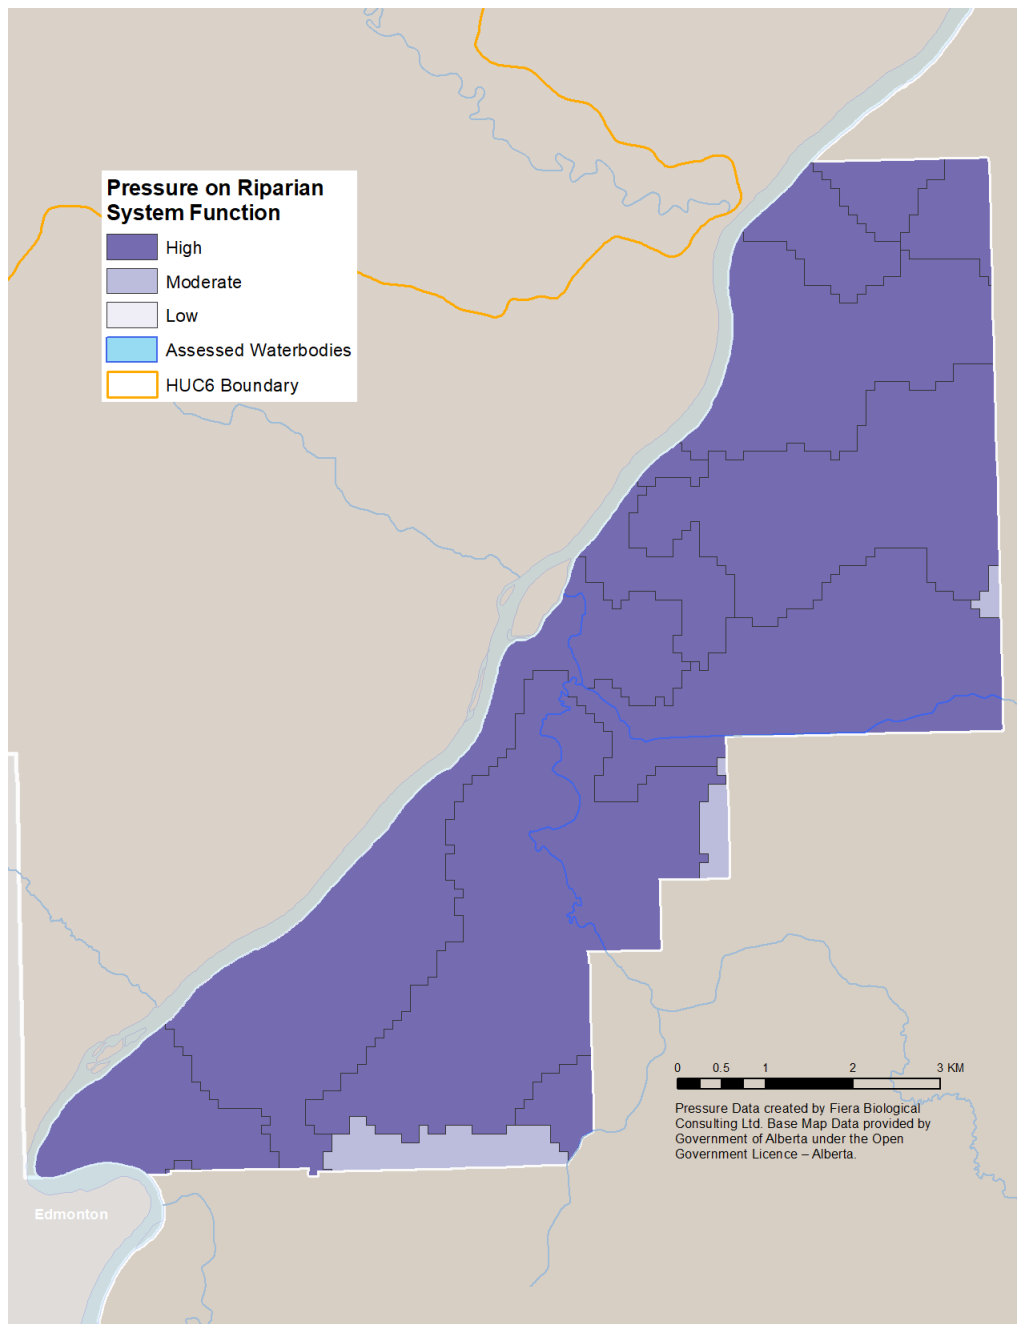 Pressure on Riparian
System Function
High
Moderate
Low
Assessed Waterbodies
HUC6 Boundary
0 0.5 1 2 3 KM
Pressure Data created by Fiera Biological
Consulting Ltd. Base Map Data provided by
Government of Alberta under the Open
Government Licence – Alberta.
Edmonton